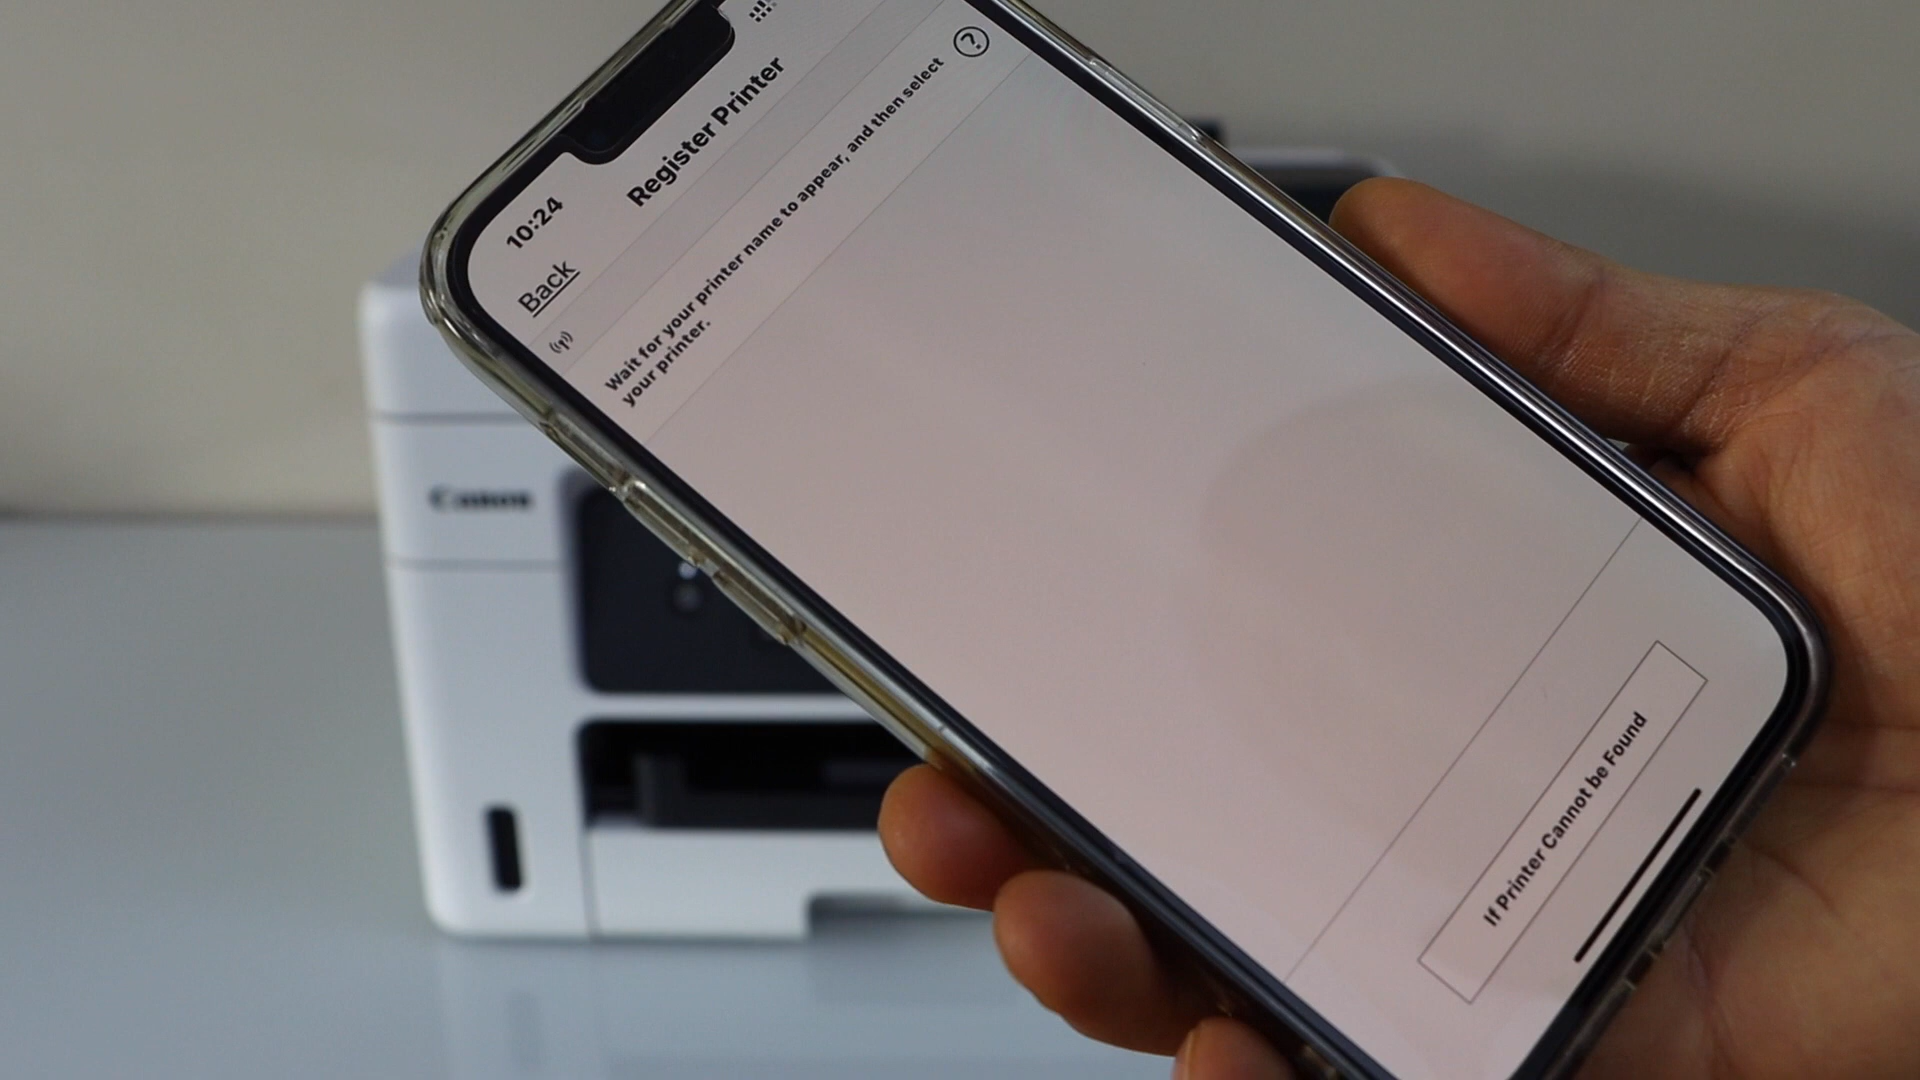 10:24
Back
Register Printer
Wait for your printer name to appear, and then select
your printer.
?
If Printer Cannot be Found
Canon